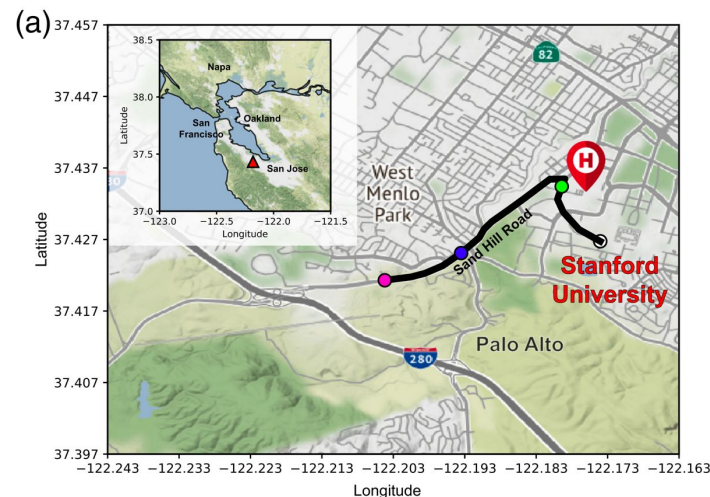 (a)
37.457
37.447
37.437
37.427
37.417
37.407
37.397
Latitude
38.5
38.0
37.5
37.0
Latitude
Napa
Oakland
San
Francisco
San Jose
−123.0 −122.5 −122.0 −121.5
Longitude
82
H
West
Menlo
Park
Sand Hill Road
Stanford
University
Palo Alto
280
80
−122.243 −122.233 −122.223 −122.213 −122.203 −122.193 −122.183 −122.173 −122.163
Longitude